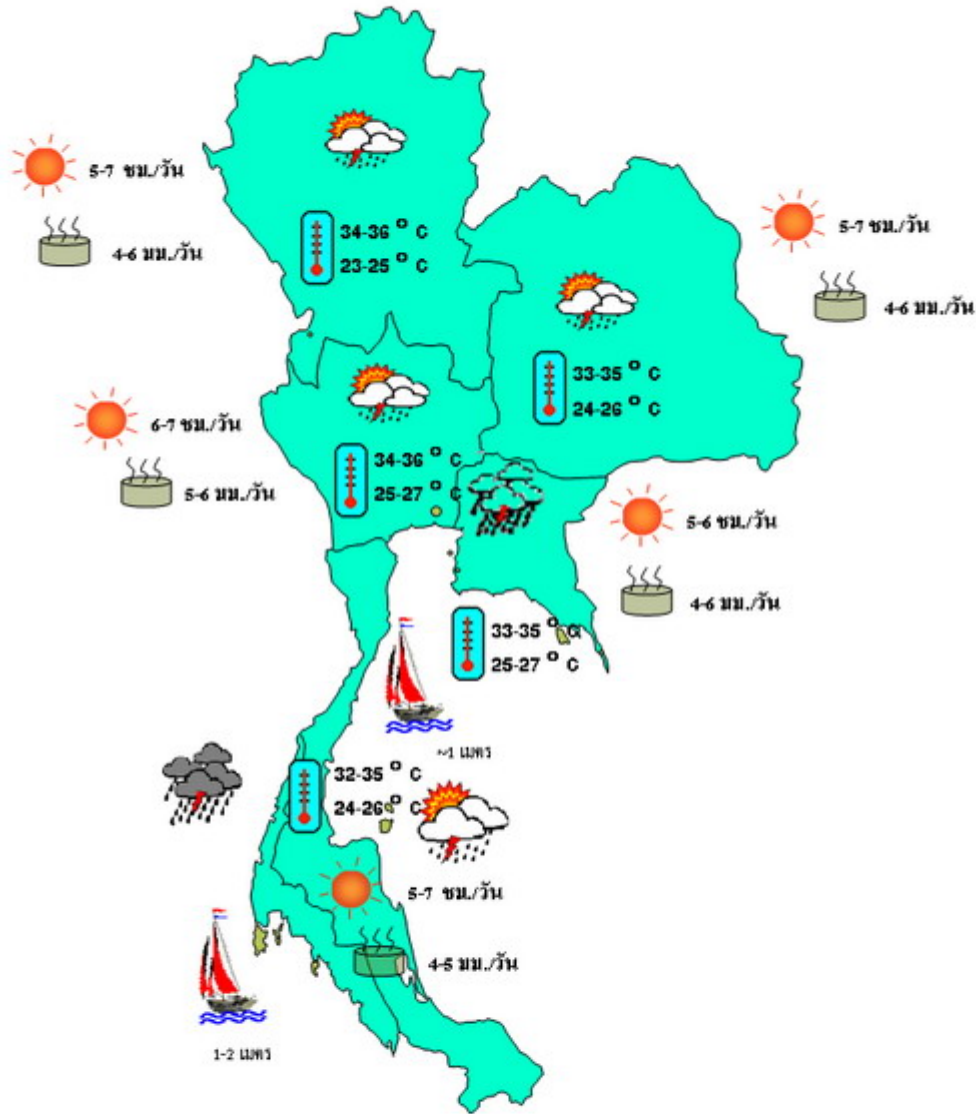 5-7 ชม./วัน
4-6 มม./วัน
34-36 ° C
23-25 ° C
5-7 ชม./วัน
4-6 มม./วัน
33-35 ° C
24-26 ° C
6-7 ชม./วัน
5-6 มม./วัน
34-36 ° C
25-27 ° C
5-6 ชม./วัน
4-6 มม./วัน
33-35 ° C
25-27 ° C
~1 เมตร
32-35 ° C
24-26 ° C
5-7 ชม./วัน
4-5 มม./วัน
1-2 เมตร